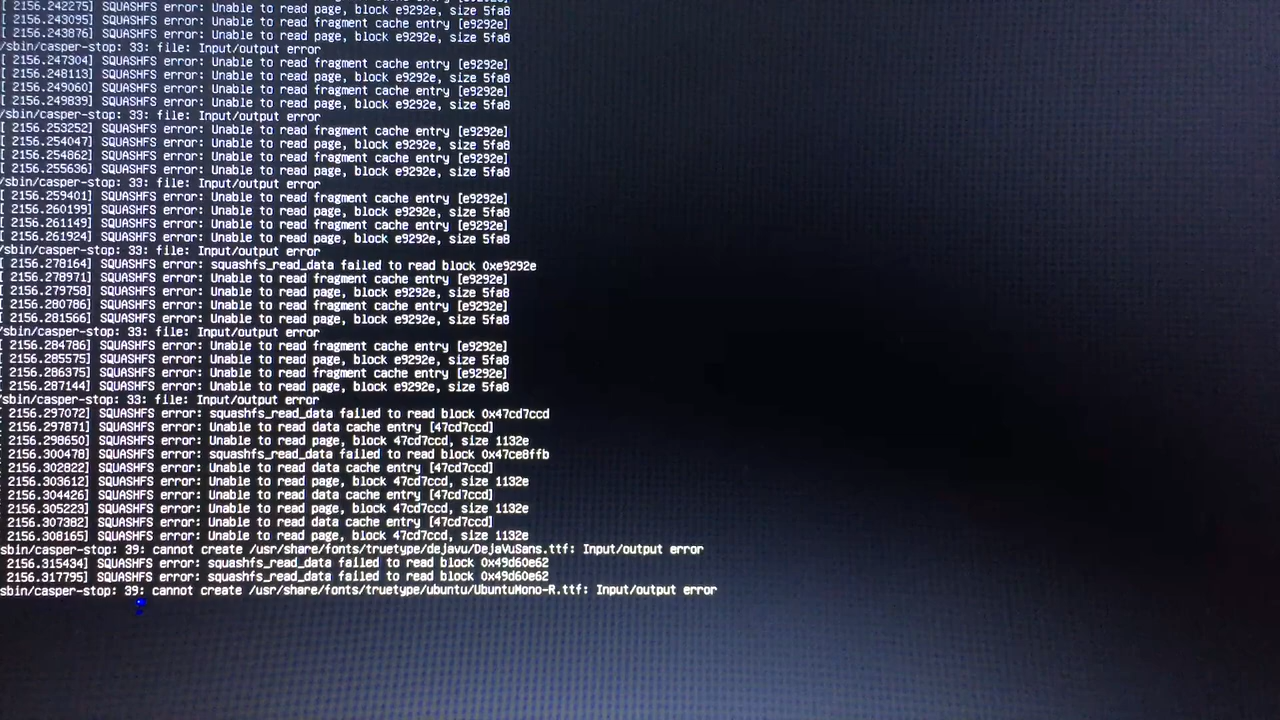 [ 2156.242275] SQUASHFS error: Unable to read page, block e9292e, size 5fa8
[ 2156.243095] SQUASHFS error: Unable to read fragment cache entry [e9292e]
[ 2156.243876] SQUASHFS error: Unable to read page, block e9292e, size 5fa8
/sbin/casper-stop: 33: file: Input/output error
[ 2156.247304] SQUASHFS error: Unable to read fragment cache entry [e9292e]
[ 2156.248113] SQUASHFS error: Unable to read page, block e9292e, size 5fa8
[ 2156.249060] SQUASHFS error: Unable to read fragment cache entry [e9292e]
[ 2156.249839] SQUASHFS error: Unable to read page, block e9292e, size 5fa8
/sbin/casper-stop: 33: file: Input/output error
[ 2156.253252] SQUASHFS error: Unable to read fragment cache entry [e9292e]
[ 2156.254047] SQUASHFS error: Unable to read page, block e9292e, size 5fa8
[ 2156.254862] SQUASHFS error: Unable to read fragment cache entry [e9292e]
[ 2156.255636] SQUASHFS error: Unable to read page, block e9292e, size 5fa8
/sbin/casper-stop: 33: file: Input/output error
[ 2156.259401] SQUASHFS error: Unable to read fragment cache entry [e9292e]
[ 2156.260199] SQUASHFS error: Unable to read page, block e9292e, size 5fa8
[ 2156.261149] SQUASHFS error: Unable to read fragment cache entry [e9292e]
[ 2156.261924] SQUASHFS error: Unable to read page, block e9292e, size 5fa8
/sbin/casper-stop: 33: file: Input/output error
[ 2156.278164] SQUASHFS error: squashfs_read_data failed to read block 0xe9292e
[ 2156.278971] SQUASHFS error: Unable to read fragment cache entry [e9292e]
[ 2156.279758] SQUASHFS error: Unable to read page, block e9292e, size 5fa8
[ 2156.280786] SQUASHFS error: Unable to read fragment cache entry [e9292e]
[ 2156.281566] SQUASHFS error: Unable to read page, block e9292e, size 5fa8
/sbin/casper-stop: 33: file: Input/output error
[ 2156.284786] SQUASHFS error: Unable to read fragment cache entry [e9292e]
[ 2156.285575] SQUASHFS error: Unable to read page, block e9292e, size 5fa8
[ 2156.286375] SQUASHFS error: Unable to read fragment cache entry [e9292e]
[ 2156.287144] SQUASHFS error: Unable to read page, block e9292e, size 5fa8
/sbin/casper-stop: 33: file: Input/output error
[ 2156.297072] SQUASHFS error: squashfs_read_data failed to read block 0x47cd7ccd
[ 2156.297871] SQUASHFS error: Unable to read data cache entry [47cd7ccd]
[ 2156.298650] SQUASHFS error: Unable to read page, block 47cd7ccd, size 1132e
[ 2156.300478] SQUASHFS error: squashfs_read_data failed to read block 0x47ce8ffb
[ 2156.302822] SQUASHFS error: Unable to read data cache entry [47cd7ccd]
2156.303612] SQUASHFS error: Unable to read page, block 47cd7ccd, size 1132e
2156.304426] SQUASHFS error: Unable to read data cache entry [47cd7ccd]
2156.305223] SQUASHFS error: Unable to read page, block 47cd7ccd, size 1132e
2156.307382] SQUASHFS error: Unable to read data cache entry [47cd7ccd]
2156.308165] SQUASHFS error: Unable to read page, block 47cd7ccd, size 1132e
sbin/casper-stop: 39: cannot create /usr/share/fonts/truetype/dejavu/DejaVuSans.ttf: Input/output error
2156.315434] SQUASHFS error: squashfs_read_data failed to read block 0x49d60e62
2156.317795] SQUASHFS error: squashfs_read_data failed to read block 0x49d60e62
sbin/casper-stop: 39: cannot create /usr/share/fonts/truetype/ubuntu/UbuntuMono-R.ttf: Input/output error